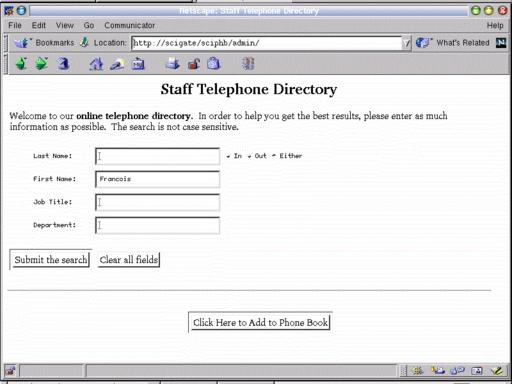 Netscape: Staff Telephone Directory
File Edit View Go Communicator Help
Bookmarks Location: http://scigate/sciphb/admin/ What's Related
Staff Telephone Directory
Welcome to our online telephone directory. In order to help you get the best results, please enter as much
information as possible. The search is not case sensitive.
Last Name: In Out Either
First Name: Francois
Job Title:
Department:
Submit the search Clear all fields
Click Here to Add to Phone Book